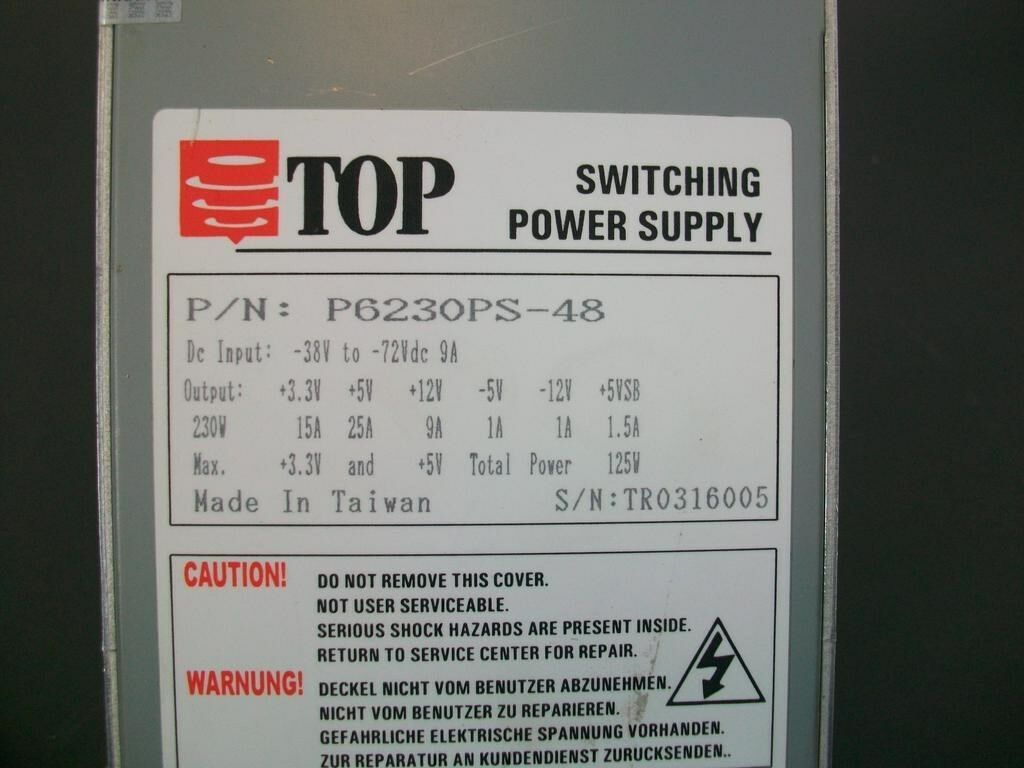 TOP
SWITCHING
POWER SUPPLY
P/N: P6230PS-48
Dc Input: -38V to -72Vdc 9A
Output: +3.3V +5V +12V -5V -12V +5VSB
230W 15A 25A 9A 1A 1A 1.5A
Max. +3.3V and +5V Total Power 125W
Made In Taiwan S/N:TR0316005
CAUTION! DO NOT REMOVE THIS COVER.
NOT USER SERVICEABLE.
SERIOUS SHOCK HAZARDS ARE PRESENT INSIDE.
RETURN TO SERVICE CENTER FOR REPAIR.
WARNUNG! DECKEL NICHT VOM BENUTZER ABZUNEHMEN.
NICHT VOM BENUTZER ZU REPARIEREN.
GEFAHRLICHE ELEKTRISCHE SPANNUNG VORHANDEN.
ZUR REPARATUR AN KUNDENDIENST ZURUCKSENDEN..